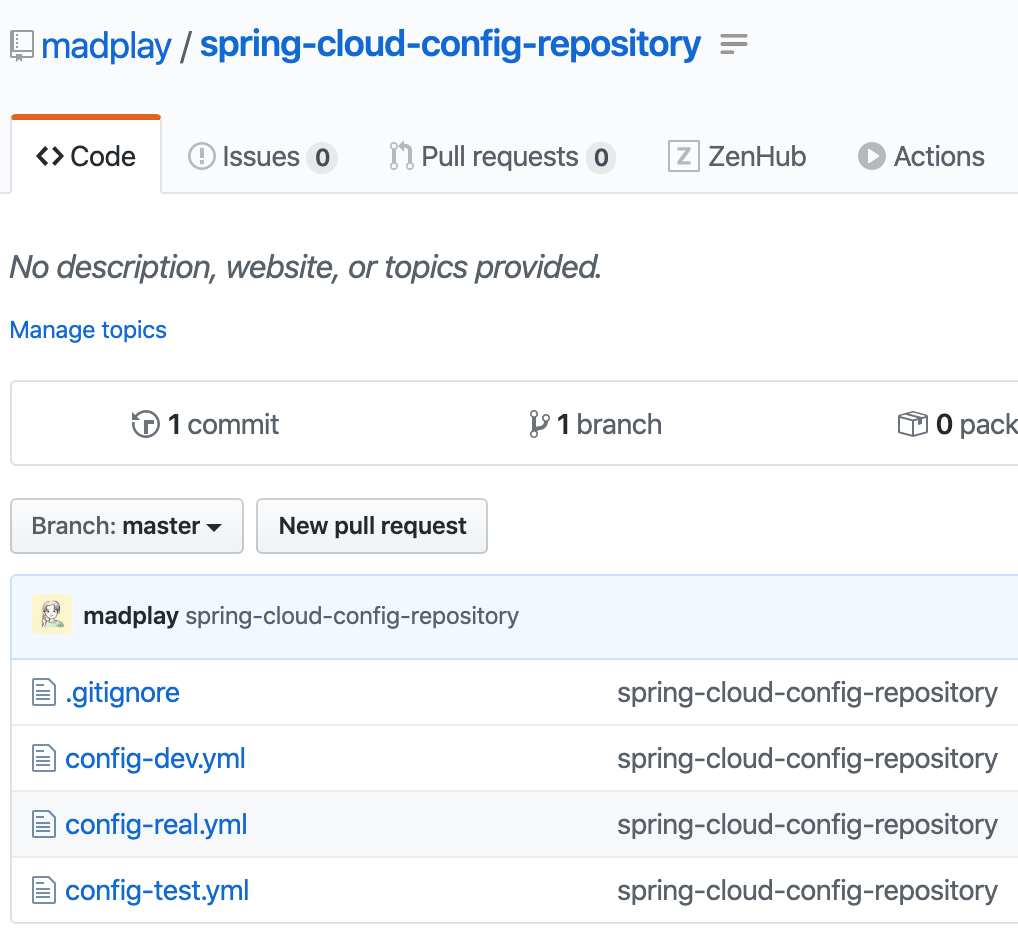 madplay / spring-cloud-config-repository
Code Issues 0 Pull requests 0 Z ZenHub Actions
No description, website, or topics provided.
Manage topics
1 commit 1 branch 0 pack
Branch: master New pull request
madplay spring-cloud-config-repository
.gitignore spring-cloud-config-repository
config-dev.yml spring-cloud-config-repository
config-real.yml spring-cloud-config-repository
config-test.yml spring-cloud-config-repository